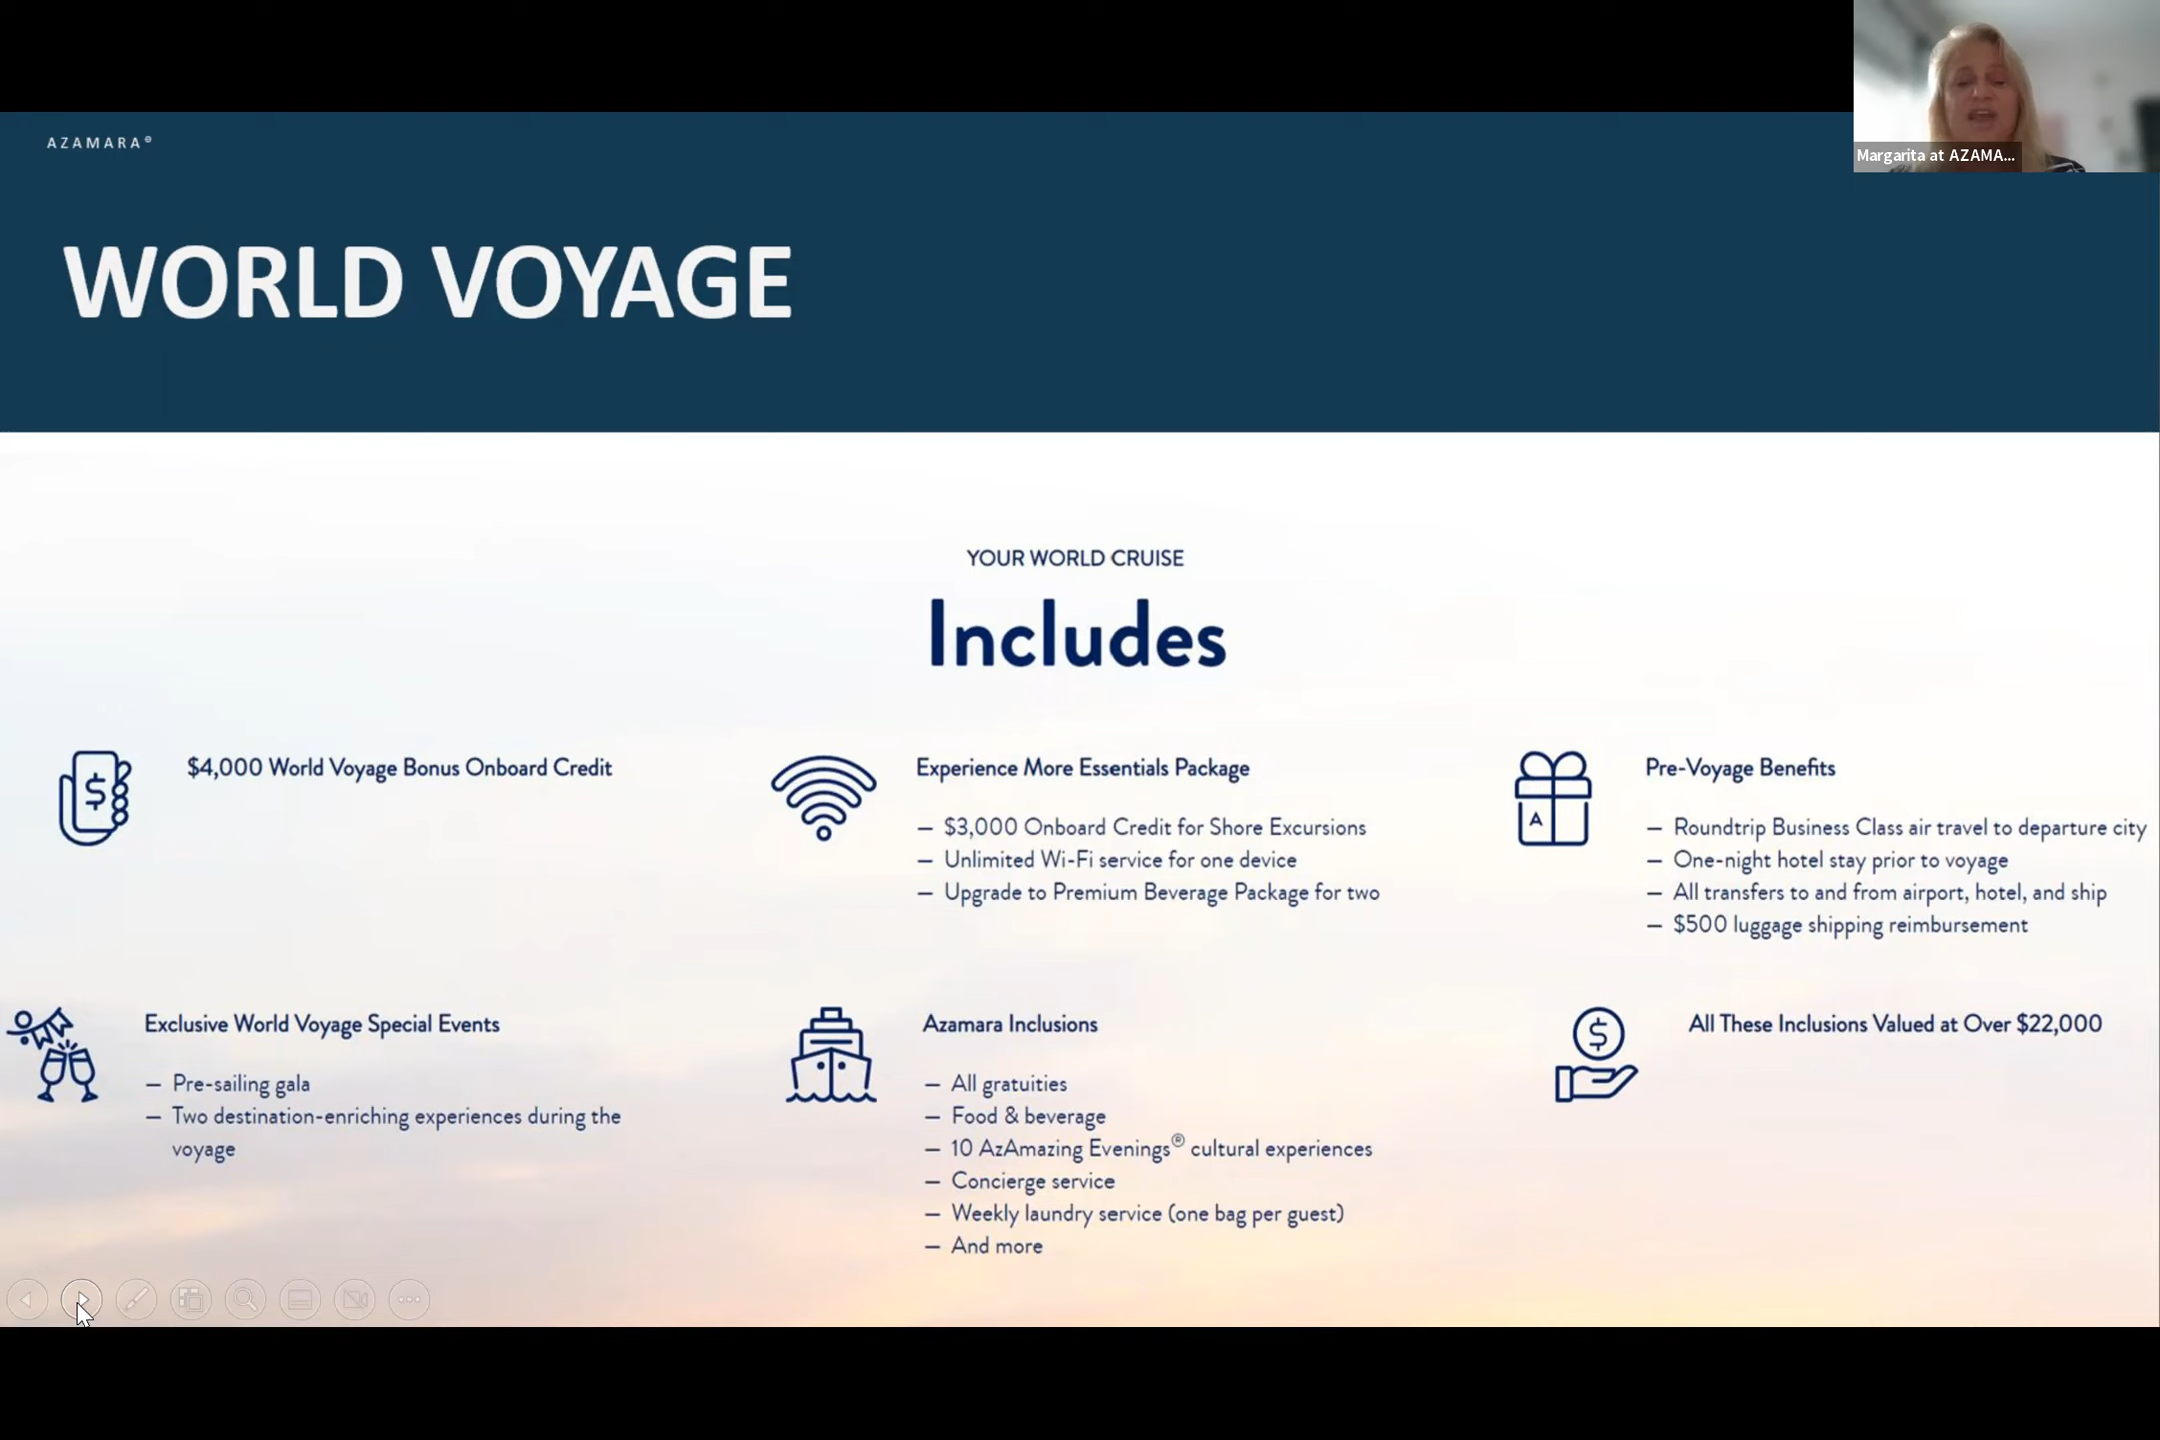 AZAMARA®
Margarita at AZAMA...
WORLD VOYAGE
YOUR WORLD CRUISE
Includes
$4,000 World Voyage Bonus Onboard Credit
Experience More Essentials Package
— $3,000 Onboard Credit for Shore Excursions
— Unlimited Wi-Fi service for one device
— Upgrade to Premium Beverage Package for two
Pre-Voyage Benefits
— Roundtrip Business Class air travel to departure city
— One-night hotel stay prior to voyage
— All transfers to and from airport, hotel, and ship
— $500 luggage shipping reimbursement
Exclusive World Voyage Special Events
— Pre-sailing gala
— Two destination-enriching experiences during the
voyage
Azamara Inclusions
— All gratuities
— Food & beverage
— 10 AzAmazing Evenings® cultural experiences
— Concierge service
— Weekly laundry service (one bag per guest)
— And more
All These Inclusions Valued at Over $22,000